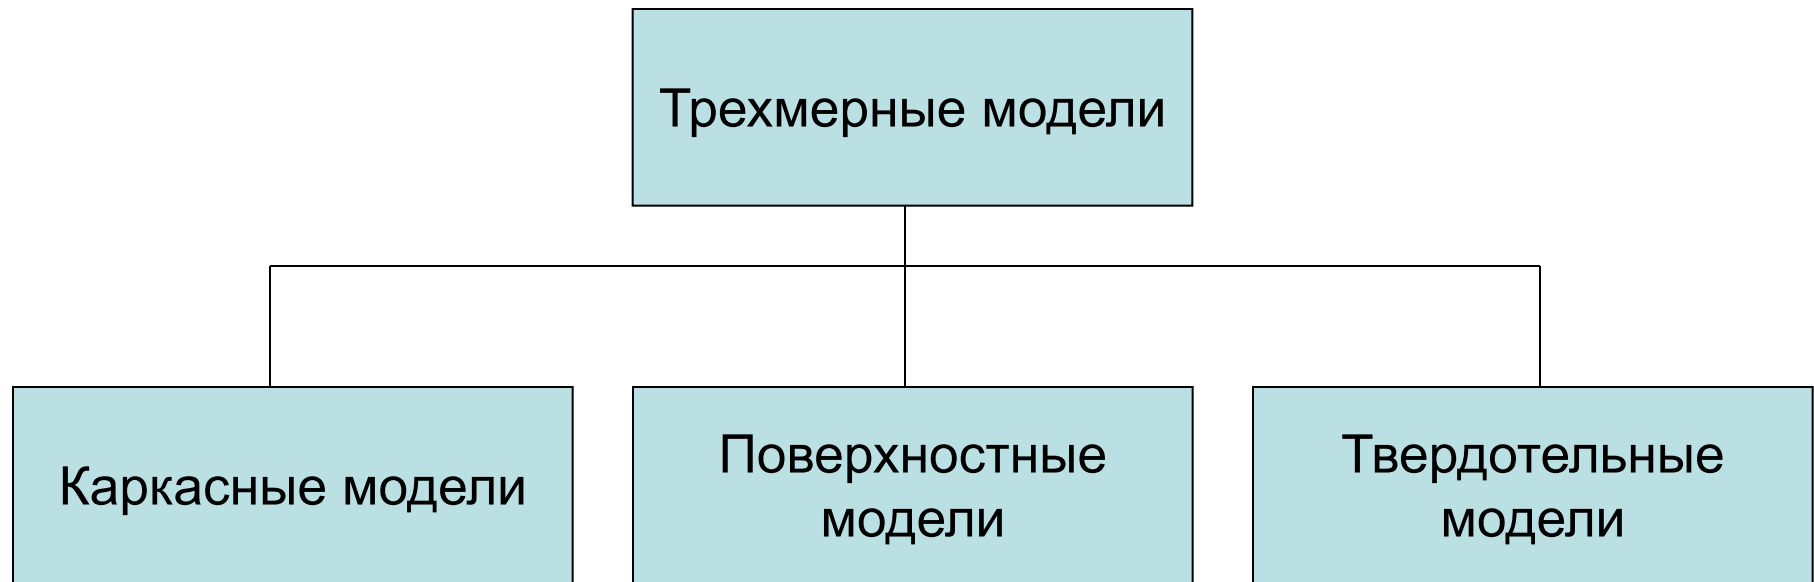 Трехмерные модели
Каркасные модели
Поверхностные
модели
Твердотельные
модели